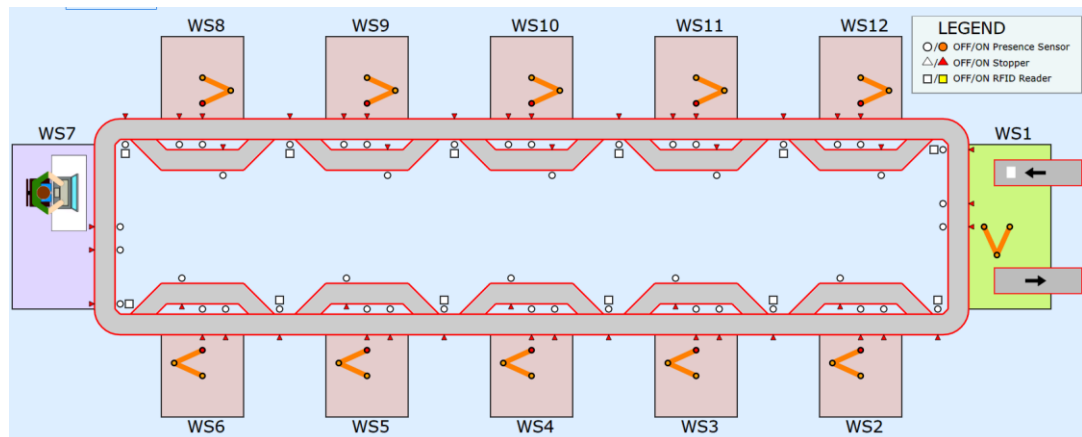 WS8 WS9 WS10 WS11 WS12
LEGEND
OFF/ON Presence Sensor
OFF/ON Stopper
OFF/ON RFID Reader
WS7
WS1
WS6 WS5 WS4 WS3 WS2